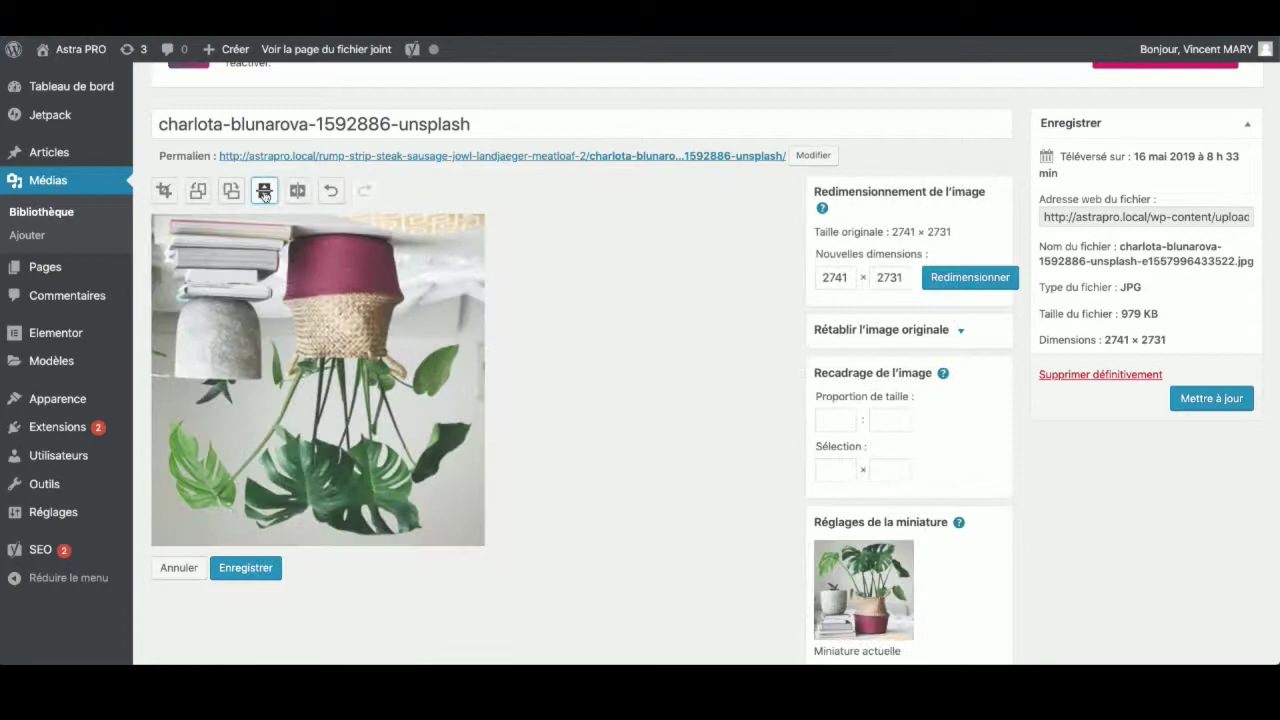 Astra PRO 3 0 Créer Voir la page du fichier joint Bonjour, Vincent MARY
Tableau de bord
Jetpack
Articles
Médias
Bibliothèque
Ajouter
Pages
Commentaires
Elementor
Modèles
Apparence
Extensions 2
Utilisateurs
Outils
Réglages
SEO 2
Réduire le menu
réactiver.
charlota-blunarova-1592886-unsplash
Permalien : http://astrapro.local/rump-strip-steak-sausage-jowl-landjaeger-meatloaf-2/charlota-blunaro...1592886-unsplash/ Modifier
Annuler Enregistrer
Redimensionnement de l'image
?
Taille originale : 2741 × 2731
Nouvelles dimensions :
2741 × 2731 Redimensionner
Rétablir l'image originale
Recadrage de l'image ?
Proportion de taille :
:
Sélection :
×
Réglages de la miniature ?
Miniature actuelle
Enregistrer
Téléversé sur : 16 mai 2019 à 8 h 33
min
Adresse web du fichier :
http://astrapro.local/wp-content/upload
Nom du fichier : charlota-blunarova-
1592886-unsplash-e1557996433522.jpg
Type du fichier : JPG
Taille du fichier : 979 KB
Dimensions : 2741 × 2731
Supprimer définitivement
Mettre à jour